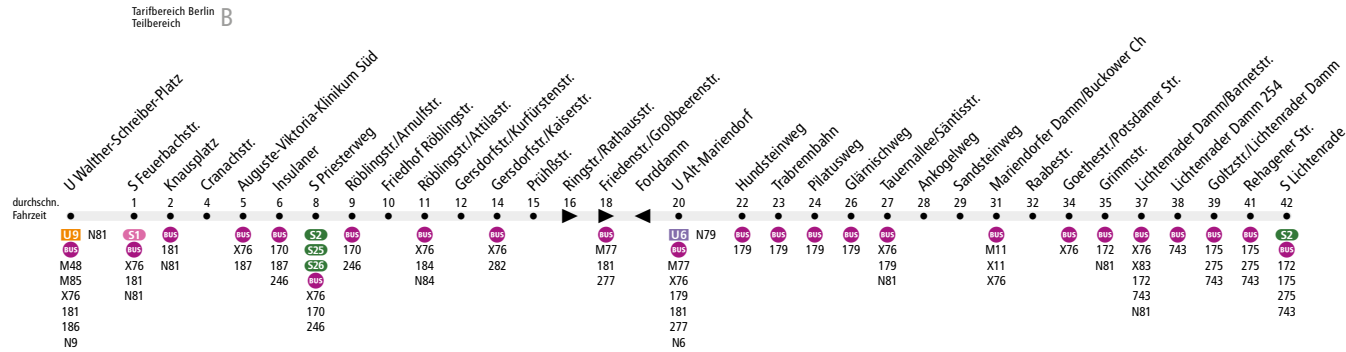 Tarifbereich Berlin
Teilbereich B
U Walther-Schreiber-Platz
S Feuerbachstr.
Knausplatz
Cranachstr.
Auguste-Viktoria-Klinikum Süd
Insulaner
S Priesterweg
Röblingstr./Arnulfstr.
Friedhof Röblingstr.
Röblingstr./Attilastr.
Gersdorfstr./Kurfürstenstr.
Gersdorfstr./Kaiserstr.
Prühßstr.
Ringstr./Rathausstr.
Friedenstr./Großbeerenstr.
Forddamm
U Alt-Mariendorf
Hundsteinweg
Trabrennbahn
Pilatusweg
Glärnischweg
Tauernallee/Säntisstr.
Ankogelweg
Sandsteinweg
Mariendorfer Damm/Buckower Ch
Raabestr.
Goethestr./Potsdamer Str.
Grimmstr.
Lichtenrader Damm/Barnetstr.
Lichtenrader Damm 254
Goltzstr./Lichtenrader Damm
Rehagener Str.
S Lichtenrade
durchschn. 1 2 4 5 6 8 9 10 11 12 14 15 16 18 20 22 23 24 26 27 28 29 31 32 34 35 37 38 39 41 42
Fahrzeit
U9 N81 S1 BUS BUS BUS S2 BUS BUS BUS BUS U6 N79 BUS BUS BUS BUS BUS BUS BUS BUS BUS BUS BUS BUS S2
BUS BUS 181 X76 170 S25 170 X76 X76 M77 BUS 179 179 179 179 X76 M11 X76 172 X76 743 175 175 BUS
M48 X76 N81 187 187 S26 246 184 282 181 M77 179 X11 N81 X83 275 275 172
M85 181 246 BUS N84 277 X76 N81 X76 172 743 743 175
X76 N81 X76 179 743 275
181 170 181 N81 743
186 246 277
N9 N6